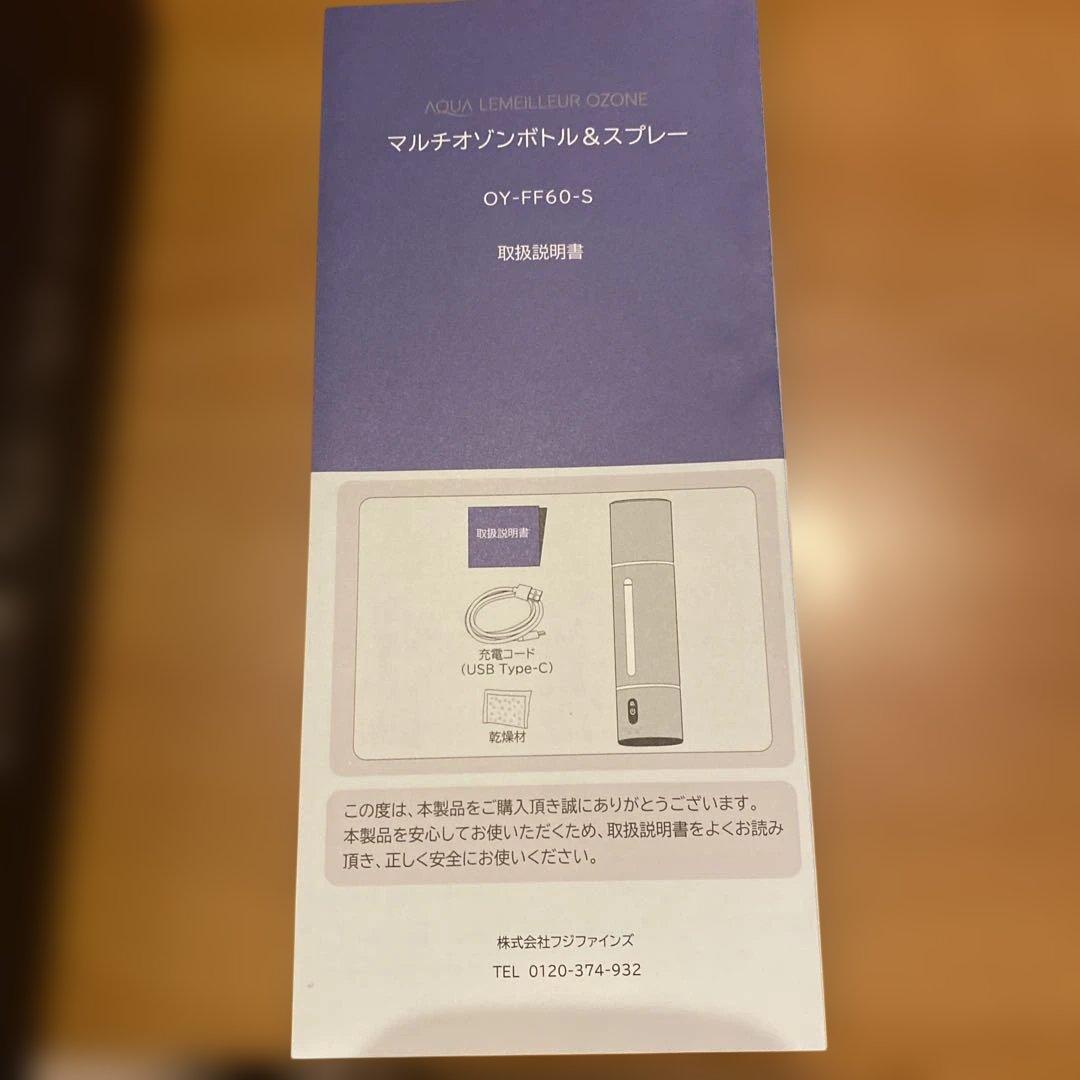 AQUA LEMEILLEUR OZONE
マルチオゾンボトル＆スプレー
OY-FF60-S
取扱説明書
取扱説明書
充電コード
(USB Type-C)
乾燥材
この度は、本製品をご購入頂き誠にありがとうございます。
本製品を安心してお使いただくため、取扱説明書をよくお読み
頂き、正しく安全にお使いください。
株式会社フジファインズ
TEL 0120-374-932